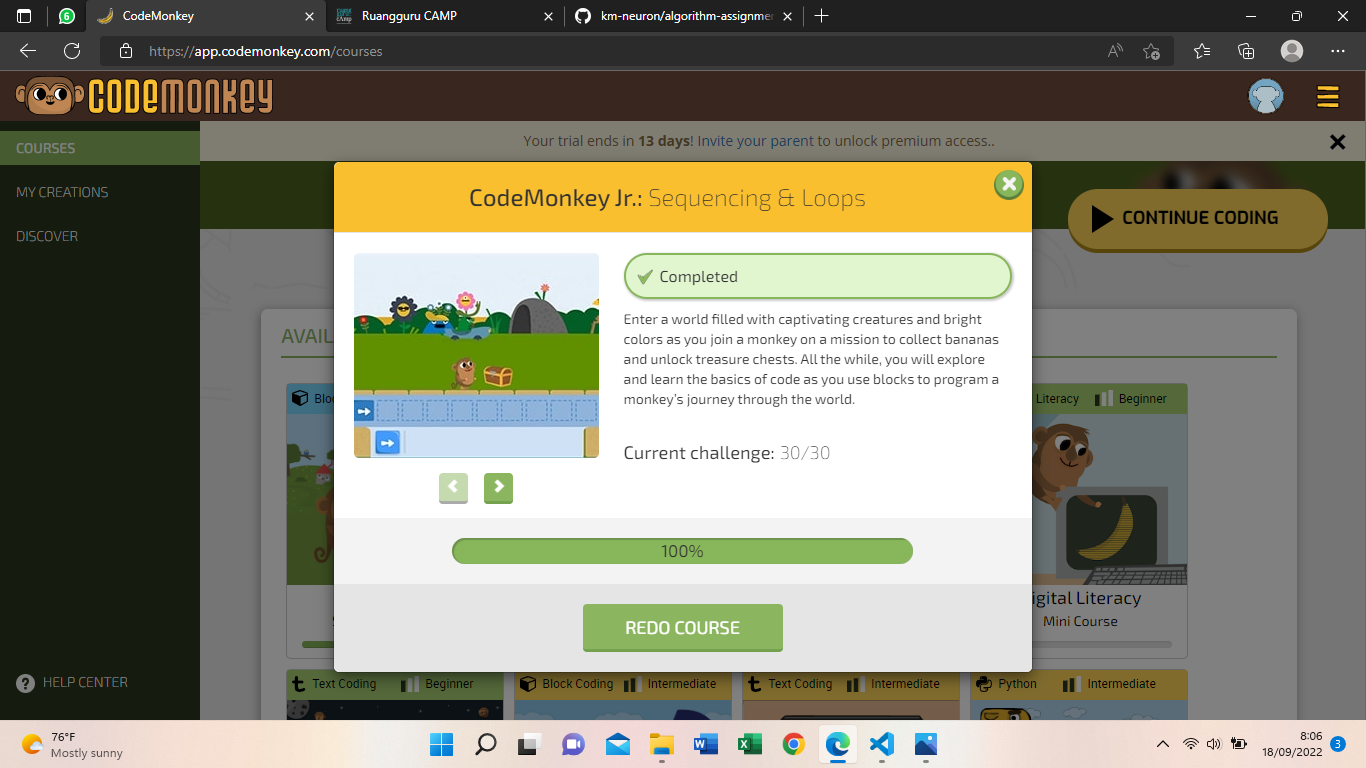 6
CodeMonkey
Ruangguru CAMP
km-neuron/algorithm-assignmen
https://app.codemonkey.com/courses
CODEMONKEY
COURSES
MY CREATIONS
DISCOVER
HELP CENTER
Your trial ends in 13 days! Invite your parent to unlock premium access..
CONTINUE CODING
AVAIL
CodeMonkey Jr.: Sequencing & Loops
Completed
Enter a world filled with captivating creatures and bright
colors as you join a monkey on a mission to collect bananas
and unlock treasure chests. All the while, you will explore
and learn the basics of code as you use blocks to program a
monkey's journey through the world.
Current challenge: 30/30
100%
REDO COURSE
Bloc
Literacy Beginner
igital Literacy
Mini Course
Text Coding Beginner
Block Coding Intermediate
Text Coding Intermediate
Python Intermediate
76°F
Mostly sunny
8:06
18/09/2022
3